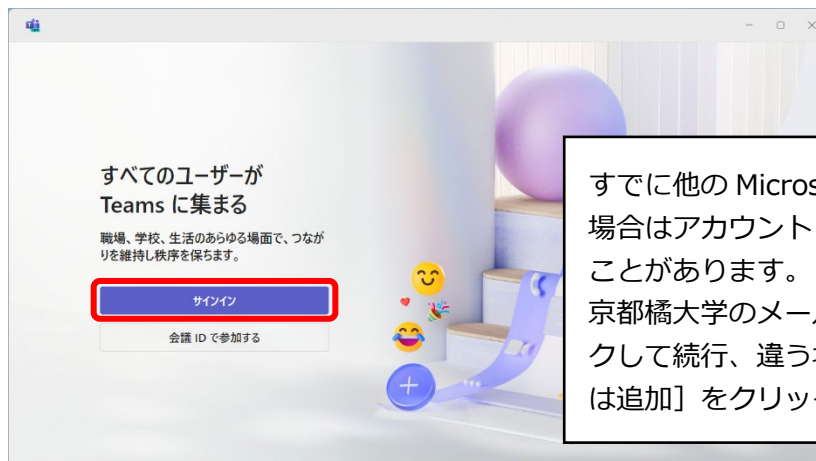 すべてのユーザーが
Teams に集まる
職場、学校、生活のあらゆる場面で、つなが
りを維持し秩序を保ちます。
サインイン
会議 ID で参加する
すでに他の Micros
場合はアカウント
ことがあります。
京都橘大学のメー
クして続行、違う
は追加］をクリッ